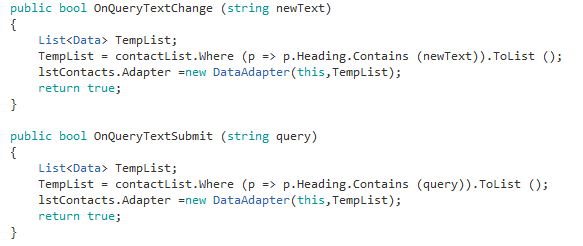 public bool OnQueryTextChange (string newText)
{
    List<Data> TempList;
    TempList = contactList.Where (p => p.Heading.Contains (newText)).ToList ();
    lstContacts.Adapter =new DataAdapter(this,TempList);
    return true;
}

public bool OnQueryTextSubmit (string query)
{
    List<Data> TempList;
    TempList = contactList.Where (p => p.Heading.Contains (query)).ToList ();
    lstContacts.Adapter =new DataAdapter(this,TempList);
    return true;
}